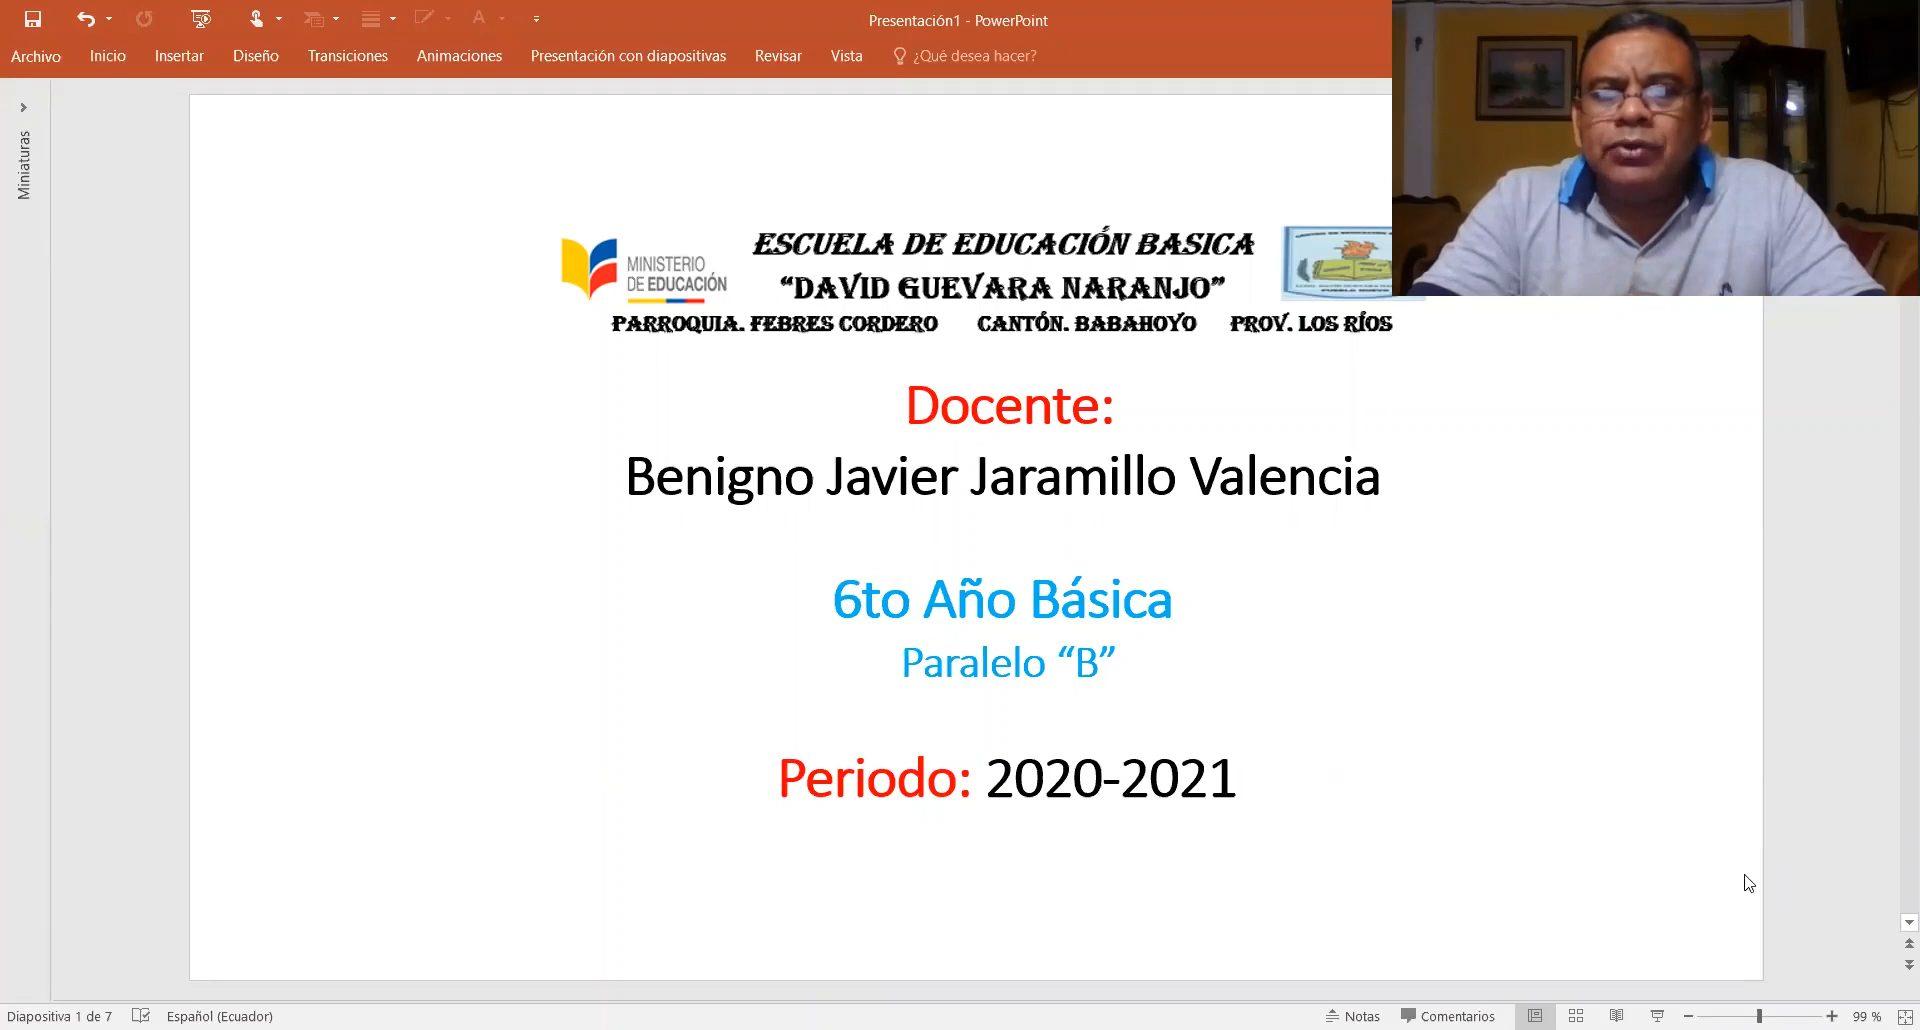 Presentación1 - PowerPoint
Archivo Inicio Insertar Diseño Transiciones Animaciones Presentación con diapositivas Revisar Vista ¿Qué desea hacer?
Miniaturas
MINISTERIO
DE EDUCACIÓN
ESCUELA DE EDUCACIÓN BASICA
“DAVID GUEVARA NARANJO”
PARROQUIA. FEBRES CORDERO CANTÓN. BABAHOYO PROV. LOS RÍOS
Docente:
Benigno Javier Jaramillo Valencia
6to Año Básica
Paralelo “B”
Periodo: 2020-2021
Diapositiva 1 de 7 Español (Ecuador) Notas Comentarios 99 %